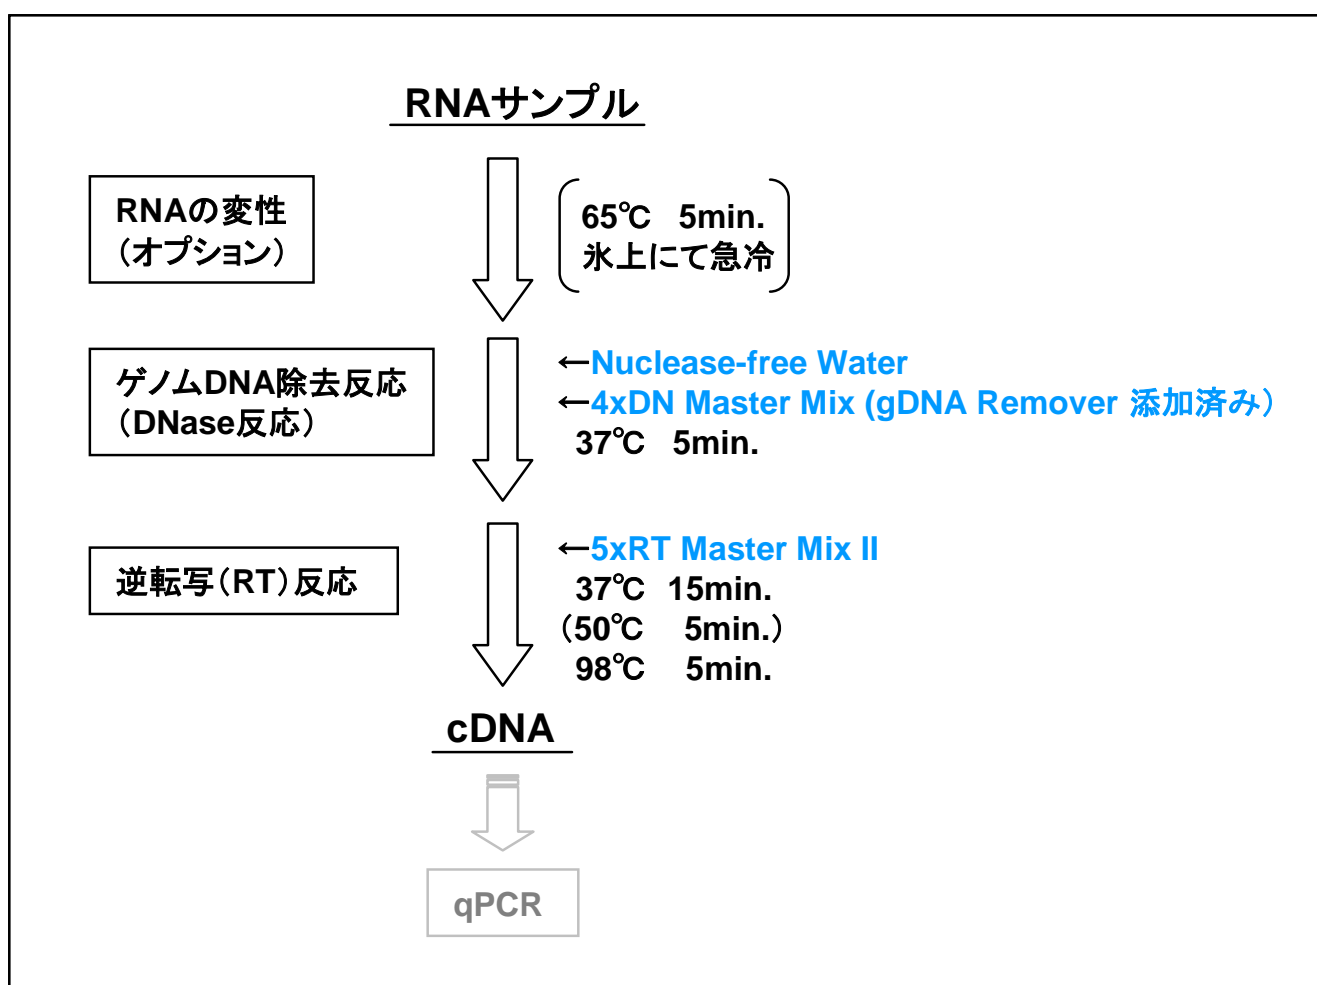 RNAサンプル
RNAの変性
（オプション）
65℃ 5min.
氷上にて急冷
ゲノムDNA除去反応
（DNase反応）
←Nuclease-free Water
←4xDN Master Mix (gDNA Remover 添加済み）
37℃ 5min.
逆転写（RT）反応
←5xRT Master Mix II
37℃ 15min.
（50℃ 5min.）
98℃ 5min.
cDNA
qPCR